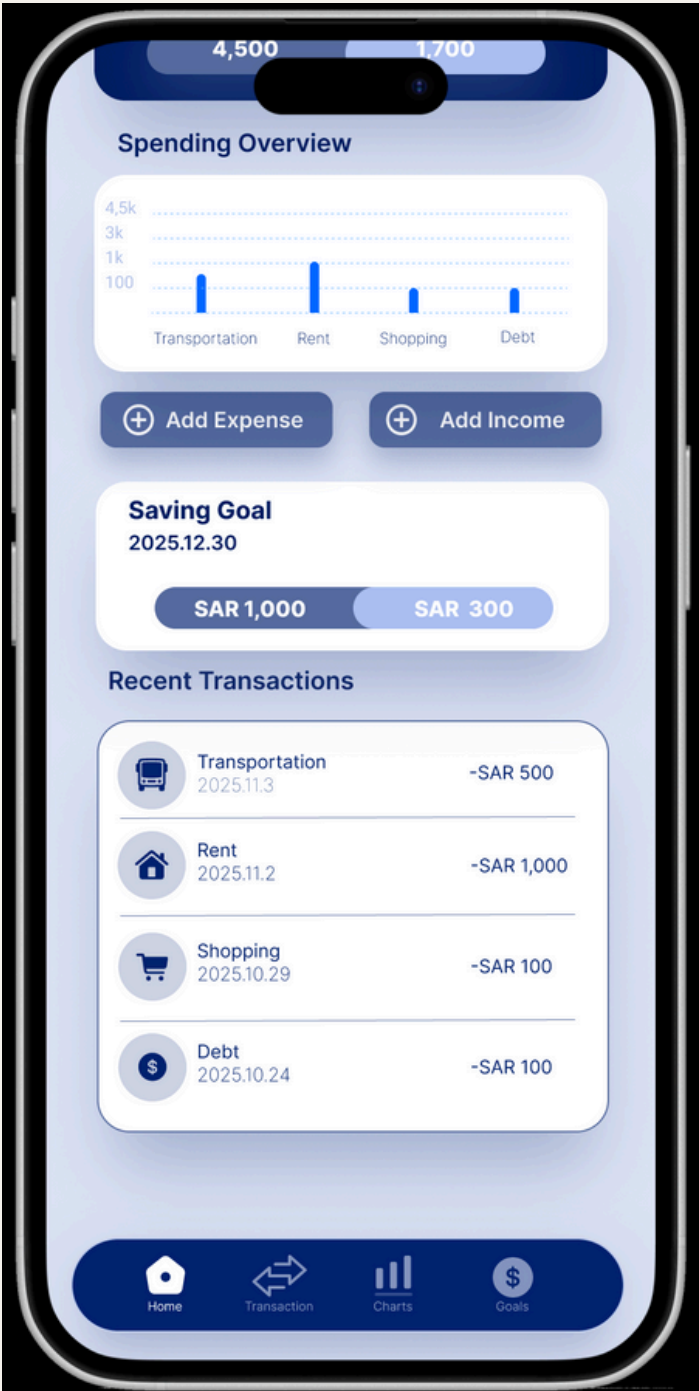 4,500 1,700
Spending Overview
4,5k
3k
1k
100
Transportation Rent Shopping Debt
Add Expense Add Income
Saving Goal
2025.12.30
SAR 1,000 SAR 300
Recent Transactions
Transportation
2025.11.3
-SAR 500
Rent
2025.11.2
-SAR 1,000
Shopping
2025.10.29
-SAR 100
$
Debt
2025.10.24
-SAR 100
$
Home Transaction Charts Goals